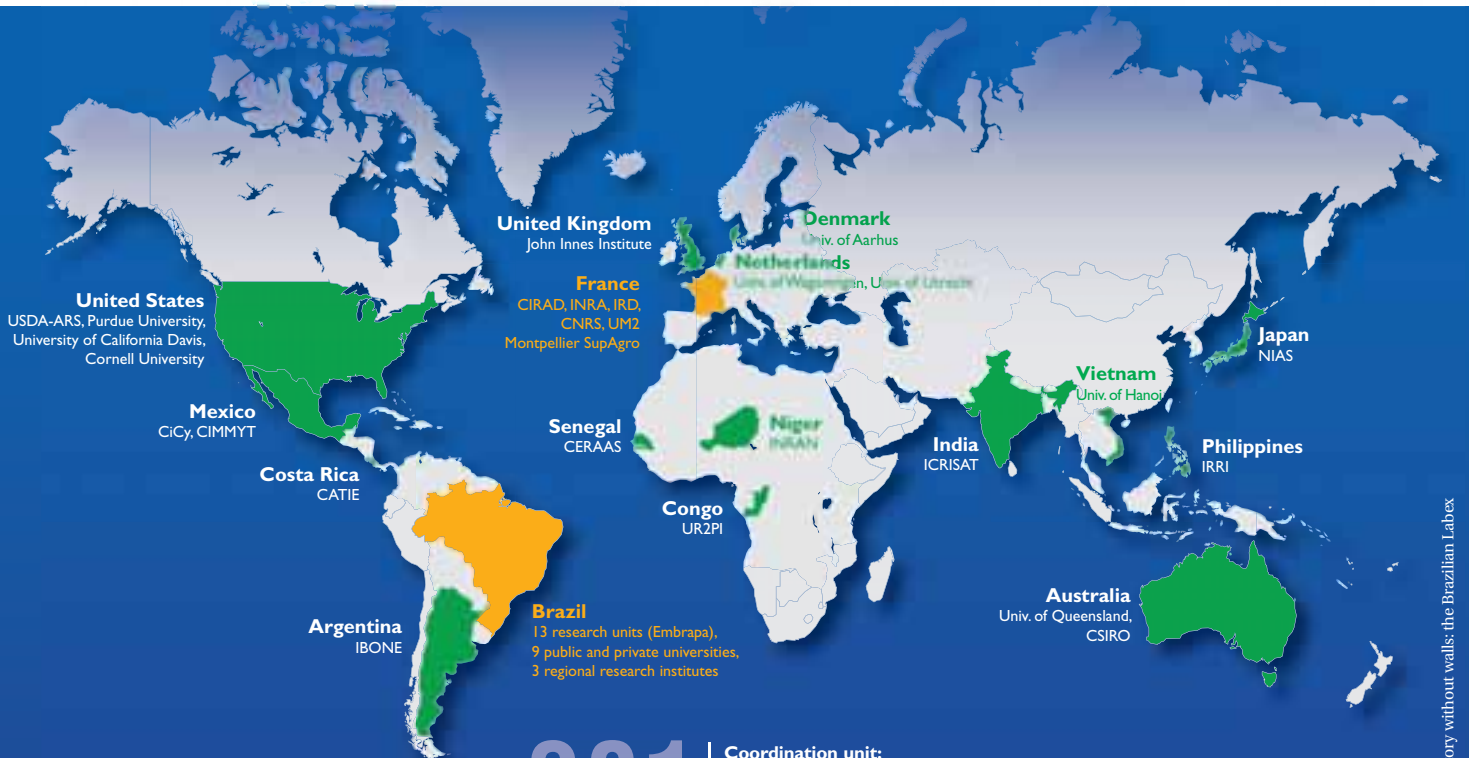 United Kingdom
John Innes Institute
Denmark
Univ. of Aarhus
Netherlands
France
CIRAD, INRA, IRD,
CNRS, UM2
Montpellier SupAgro
United States
USDA-ARS, Purdue University,
University of California Davis,
Cornell University
Japan
NIAS
Vietnam
Univ. of Hanoi
Mexico
CiCy, CIMMYT
Senegal
CERAAS
Niger
INRAN
India
ICRISAT
Philippines
IRRI
Costa Rica
CATIE
Congo
UR2PI
Australia
Univ. of Queensland,
CSIRO
Brazil
13 research units (Embrapa),
9 public and private universities,
3 regional research institutes
Argentina
IBONE
Coordination unit:
without walls: the Brazilian Labex